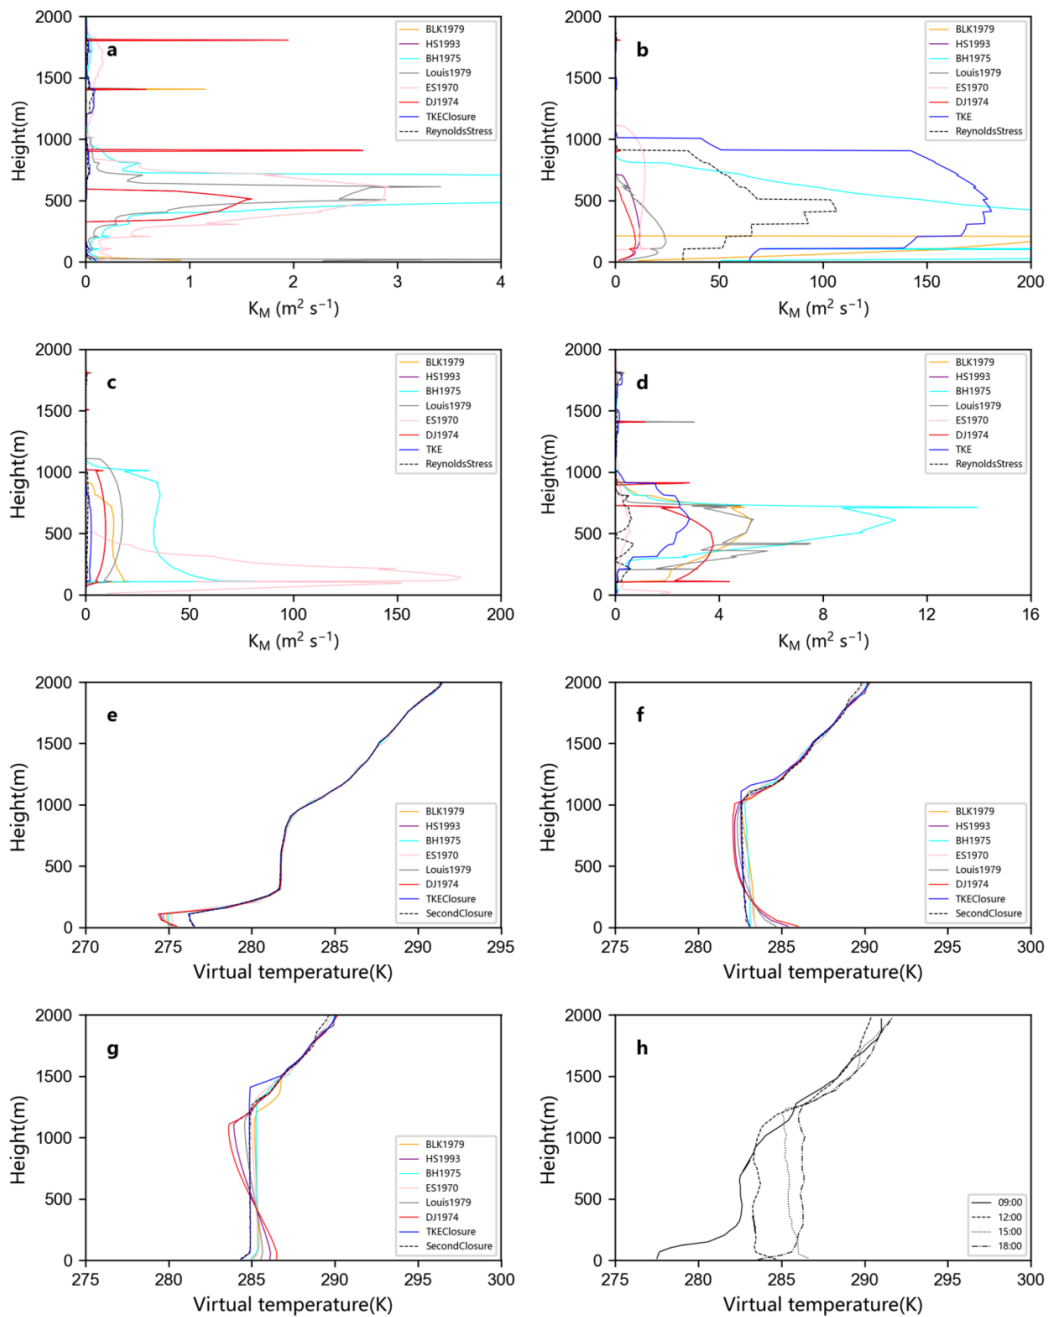 a
Height(m)
2000
1500
1000
500
0
0
1
2
3
4
K_M (m² s⁻¹)
BLK1979
HS1993
BH1975
Louis1979
ES1970
DJ1974
TKEClosure
ReynoldsStress
b
Height(m)
2000
1500
1000
500
0
0
50
100
150
200
K_M (m² s⁻¹)
BLK1979
HS1993
BH1975
Louis1979
ES1970
DJ1974
TKE
ReynoldsStress
c
Height(m)
2000
1500
1000
500
0
0
50
100
150
200
K_M (m² s⁻¹)
BLK1979
HS1993
BH1975
Louis1979
ES1970
DJ1974
TKE
ReynoldsStress
d
Height(m)
2000
1500
1000
500
0
0
4
8
12
16
K_M (m² s⁻¹)
BLK1979
HS1993
BH1975
Louis1979
ES1970
DJ1974
TKE
ReynoldsStress
e
Height(m)
2000
1500
1000
500
0
270
275
280
285
290
295
Virtual temperature(K)
BLK1979
HS1993
BH1975
ES1970
Louis1979
DJ1974
TKEClosure
SecondClosure
f
Height(m)
2000
1500
1000
500
0
275
280
285
290
295
300
Virtual temperature(K)
BLK1979
HS1993
BH1975
ES1970
Louis1979
DJ1974
TKEClosure
SecondClosure
g
Height(m)
2000
1500
1000
500
0
275
280
285
290
295
300
Virtual temperature(K)
BLK1979
HS1993
BH1975
ES1970
Louis1979
DJ1974
TKEClosure
SecondClosure
h
Height(m)
2000
1500
1000
500
0
275
280
285
290
295
300
Virtual temperature(K)
09:00
12:00
15:00
18:00